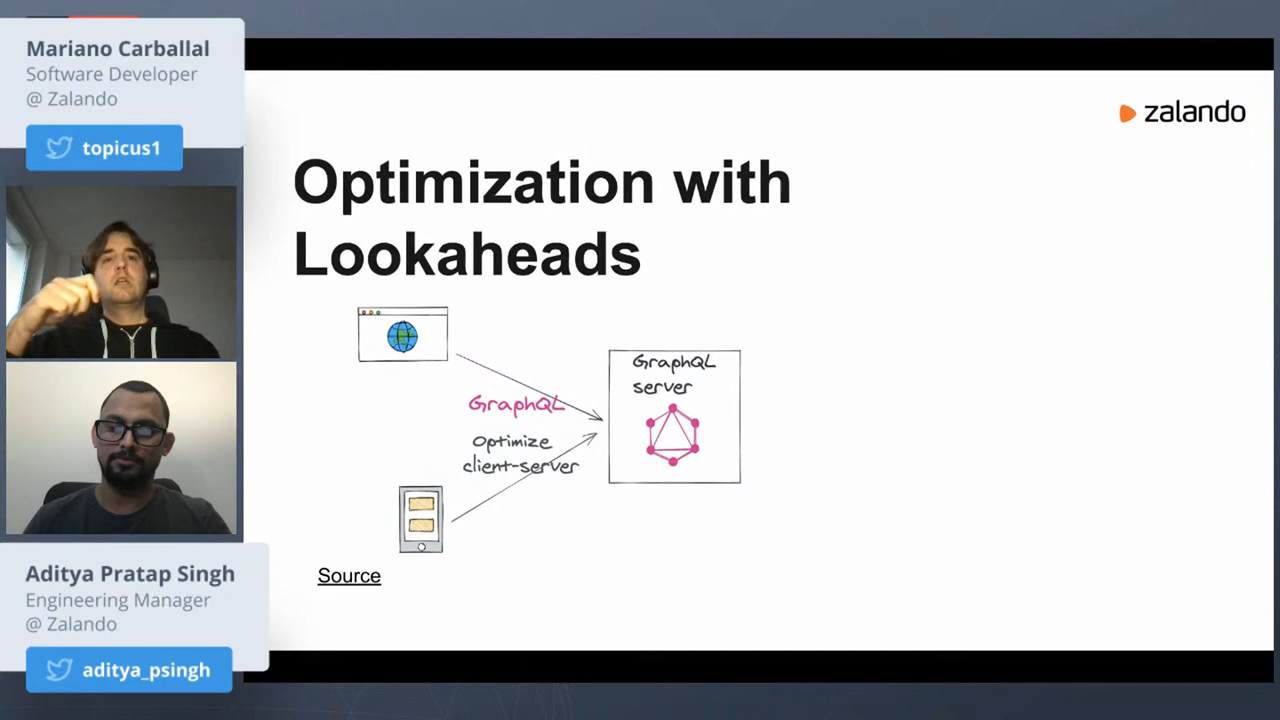 Mariano Carballal
Software Developer
@ Zalando
topicus1
Aditya Pratap Singh
Engineering Manager
@ Zalando
aditya_psingh
zalando
Optimization with
Lookaheads
GraphQL
server
GraphQL
Optimize
client-server
Source